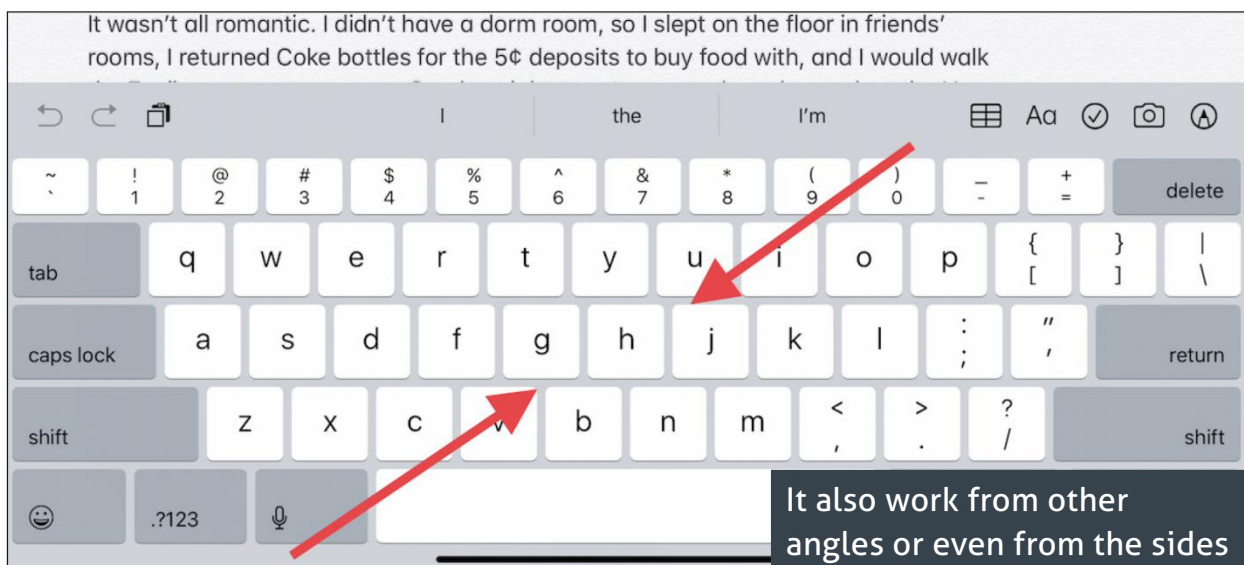 It wasn’t all romantic. I didn’t have a dorm room, so I slept on the floor in friends’
rooms, I returned Coke bottles for the 5¢ deposits to buy food with, and I would walk
I the I’m Aa
~ ! @ # $ % ^ & * ( ) _ +
` 1 2 3 4 5 6 7 8 9 0 - = delete
tab q w e r t y u i o p { [ } ] | \
caps lock a s d f g h j k l : ; " ' return
shift z x c v b n m < , > . ? / shift
.?123
It also work from other
angles or even from the sides